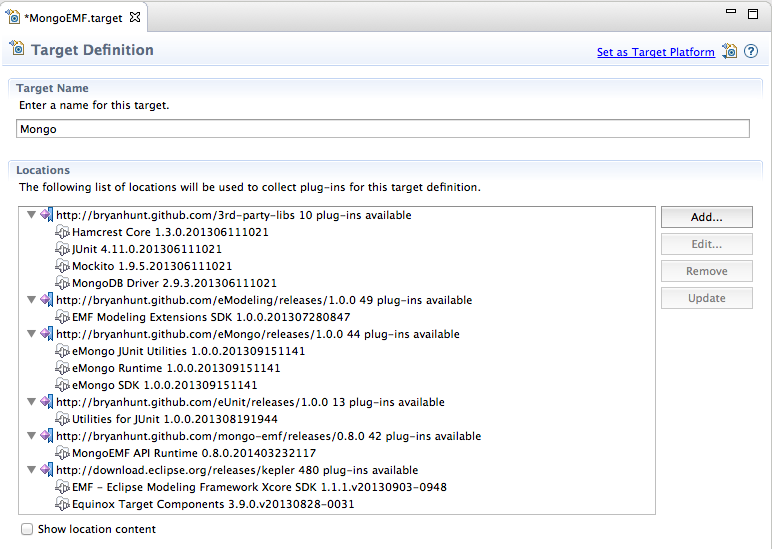 *MongoEMF.target
Target Definition
Set as Target Platform
Target Name
Enter a name for this target.
Mongo
Locations
The following list of locations will be used to collect plug-ins for this target definition.
http://bryanhunt.github.com/3rd-party-libs 10 plug-ins available
Hamcrest Core 1.3.0.201306111021
JUnit 4.11.0.201306111021
Mockito 1.9.5.201306111021
MongoDB Driver 2.9.3.201306111021
http://bryanhunt.github.com/eModeling/releases/1.0.0 49 plug-ins available
EMF Modeling Extensions SDK 1.0.0.201307280847
http://bryanhunt.github.com/eMongo/releases/1.0.0 44 plug-ins available
eMongo JUnit Utilities 1.0.0.201309151141
eMongo Runtime 1.0.0.201309151141
eMongo SDK 1.0.0.201309151141
http://bryanhunt.github.com/eUnit/releases/1.0.0 13 plug-ins available
Utilities for JUnit 1.0.0.201308191944
http://bryanhunt.github.com/mongo-emf/releases/0.8.0 42 plug-ins available
MongoEMF API Runtime 0.8.0.201403232117
http://download.eclipse.org/releases/kepler 480 plug-ins available
EMF - Eclipse Modeling Framework Xcore SDK 1.1.1.v20130903-0948
Equinox Target Components 3.9.0.v20130828-0031
Add...
Edit...
Remove
Update
Show location content